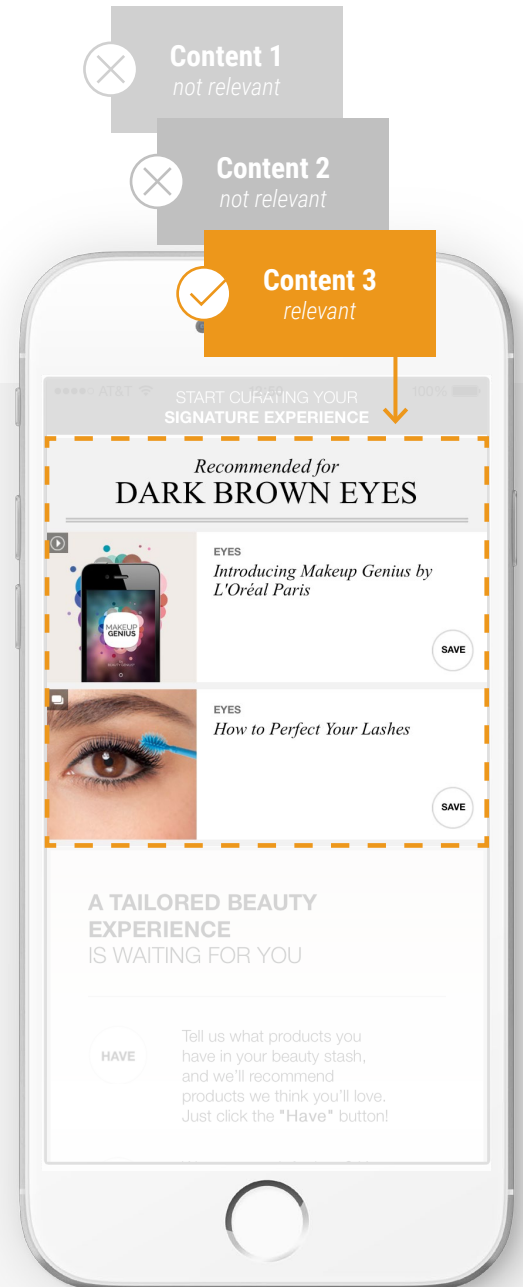 Content 1
not relevant
Content 2
not relevant
Content 3
relevant
AT&T
100%
START CURATING YOUR
SIGNATURE EXPERIENCE
Recommended for
DARK BROWN EYES
EYES
Introducing Makeup Genius by
L'Oréal Paris
MAKEUP
GENIUS
SAVE
EYES
How to Perfect Your Lashes
SAVE
A TAILORED BEAUTY
EXPERIENCE
IS WAITING FOR YOU
HAVE
Tell us what products you
have in your beauty stash,
and we'll recommend
products we think you'll love.
Just click the "Have" button!